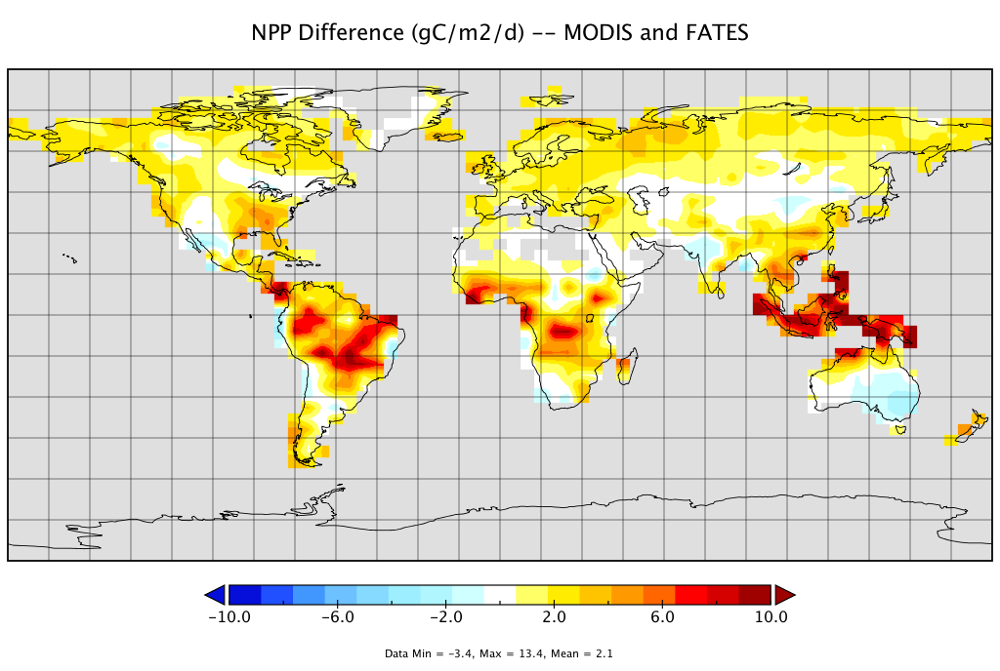 NPP Difference (gC/m2/d) -- MODIS and FATES
-10.0 -6.0 -2.0 2.0 6.0 10.0
Data Min = -3.4, Max = 13.4, Mean = 2.1